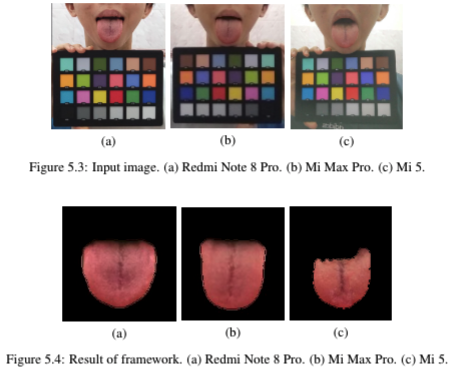 (a)
(b)
(c)
Figure 5.3: Input image. (a) Redmi Note 8 Pro. (b) Mi Max Pro. (c) Mi 5.
(a)
(b)
(c)
Figure 5.4: Result of framework. (a) Redmi Note 8 Pro. (b) Mi Max Pro. (c) Mi 5.